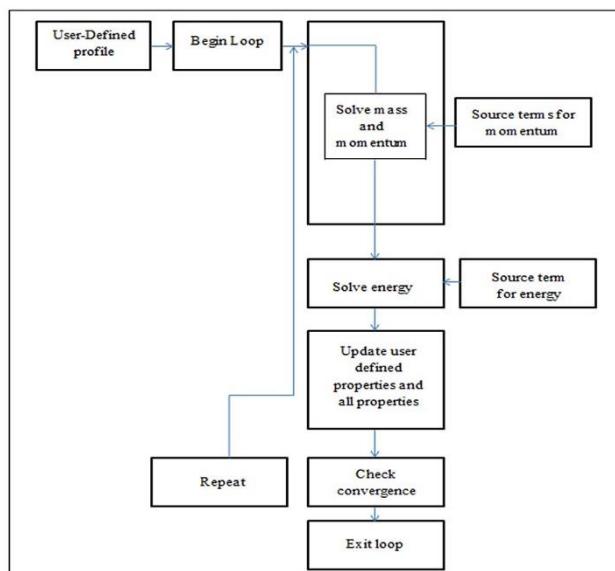 User-Defined
profile
Begin Loop
Solve mass
and
momentum
Source terms for
momentum
Solve energy
Source term
for energy
Update user
defined
properties and
all properties
Repeat
Check
convergence
Exit loop